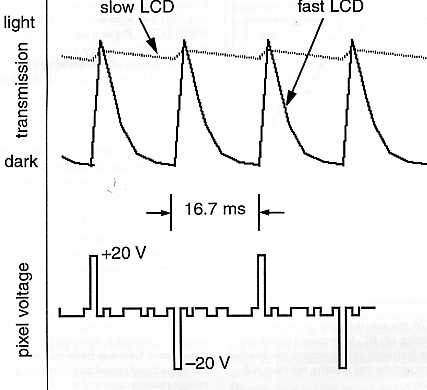 slow LCD
fast LCD
light
transmission
dark
16.7 ms
+20 V
pixel voltage
−20 V